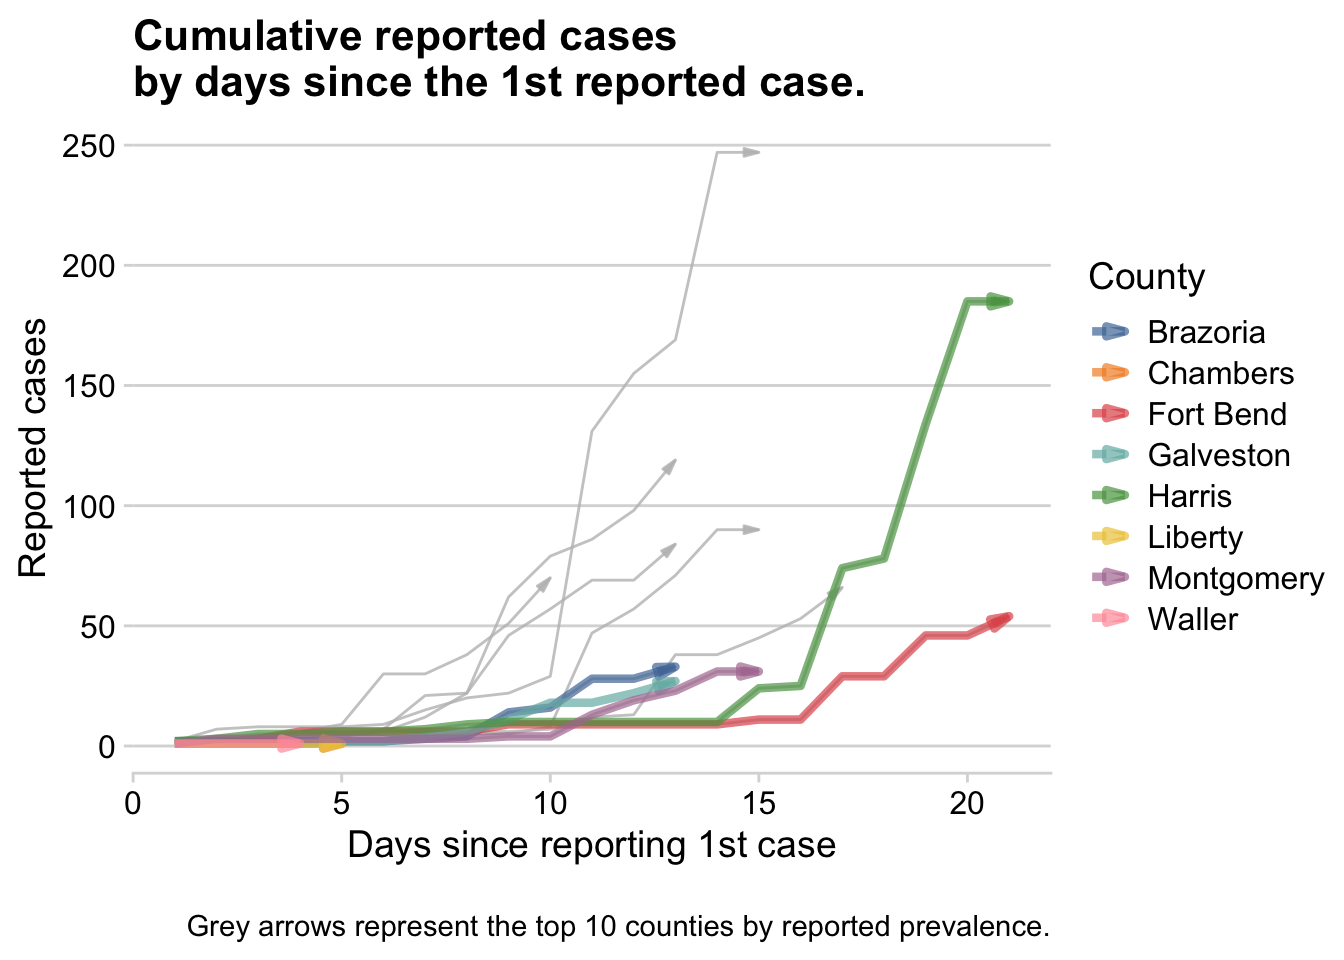 Cumulative reported cases
by days since the 1st reported case.
250
200
150
100
50
0
Reported cases
0 5 10 15 20
Days since reporting 1st case
County
Brazoria
Chambers
Fort Bend
Galveston
Harris
Liberty
Montgomery
Waller
Grey arrows represent the top 10 counties by reported prevalence.